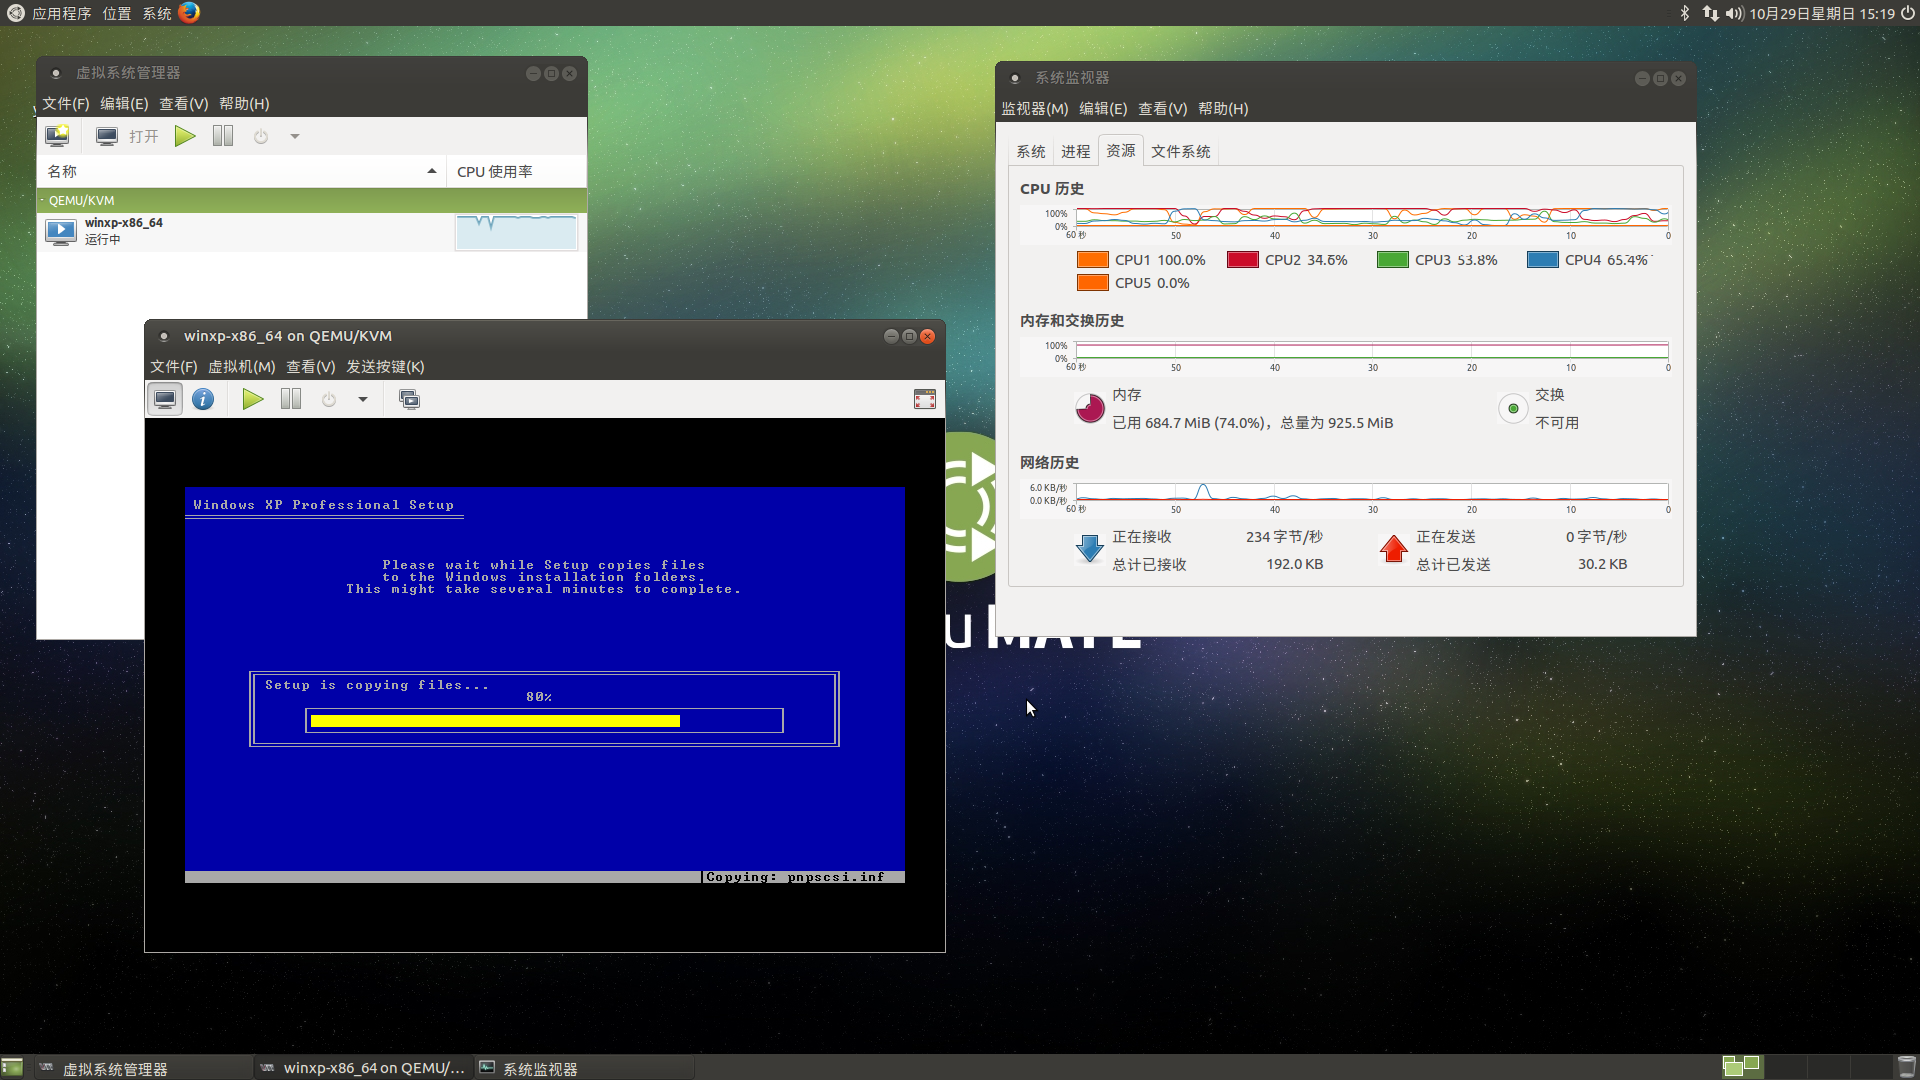 应用程序 位置 系统
10月29日星期日 15:19
虚拟系统管理器
文件(F) 编辑(E) 查看(V) 帮助(H)
打开
名称
CPU 使用率
QEMU/KVM
winxp-x86_64
运行中
winxp-x86_64 on QEMU/KVM
文件(F) 虚拟机(M) 查看(V) 发送按键(K)
Windows XP Professional Setup
Please wait while Setup copies files
to the Windows installation folders.
This might take several minutes to complete.
Setup is copying files...
80%
Copying: pnpscsi.inf
系统监视器
监视器(M) 编辑(E) 查看(V) 帮助(H)
系统 进程 资源 文件系统
CPU 历史
100%
0%
60 秒 50 40 30 20 10 0
CPU1 100.0% CPU2 34.6% CPU3 53.8% CPU4 65.4%
CPU5 0.0%
内存和交换历史
100%
0%
60 秒 50 40 30 20 10 0
内存
已用 684.7 MiB (74.0%)，总量为 925.5 MiB
交换
不可用
网络历史
6.0 KB/秒
0.0 KB/秒
60 秒 50 40 30 20 10 0
正在接收 234 字节/秒 正在发送 0 字节/秒
总计已接收 192.0 KB 总计已发送 30.2 KB
u MATE
虚拟系统管理器 winxp-x86_64 on QEMU/... 系统监视器